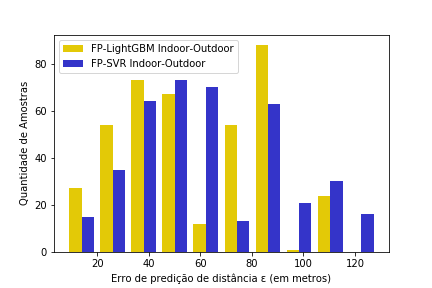 FP-LightGBM Indoor-Outdoor
FP-SVR Indoor-Outdoor
Quantidade de Amostras
80
60
40
20
0
20 40 60 80 100 120
Erro de predição de distância ε (em metros)